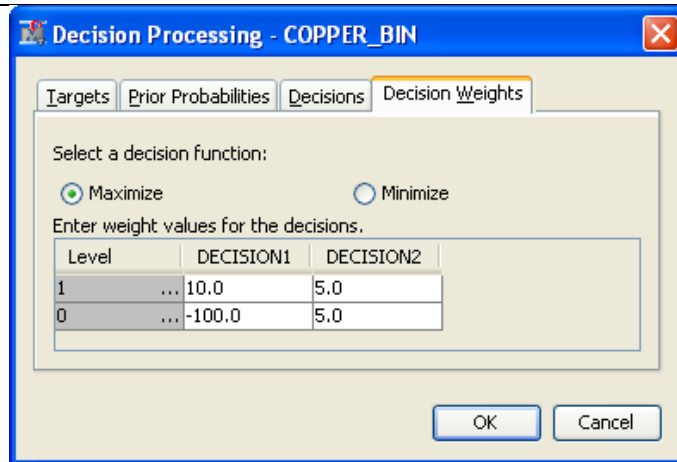 Decision Processing - COPPER_BIN
Targets Prior Probabilities Decisions Decision Weights
Select a decision function:
Maximize Minimize
Enter weight values for the decisions.
Level DECISION1 DECISION2
1 ... 10.0 5.0
0 ... -100.0 5.0
OK Cancel